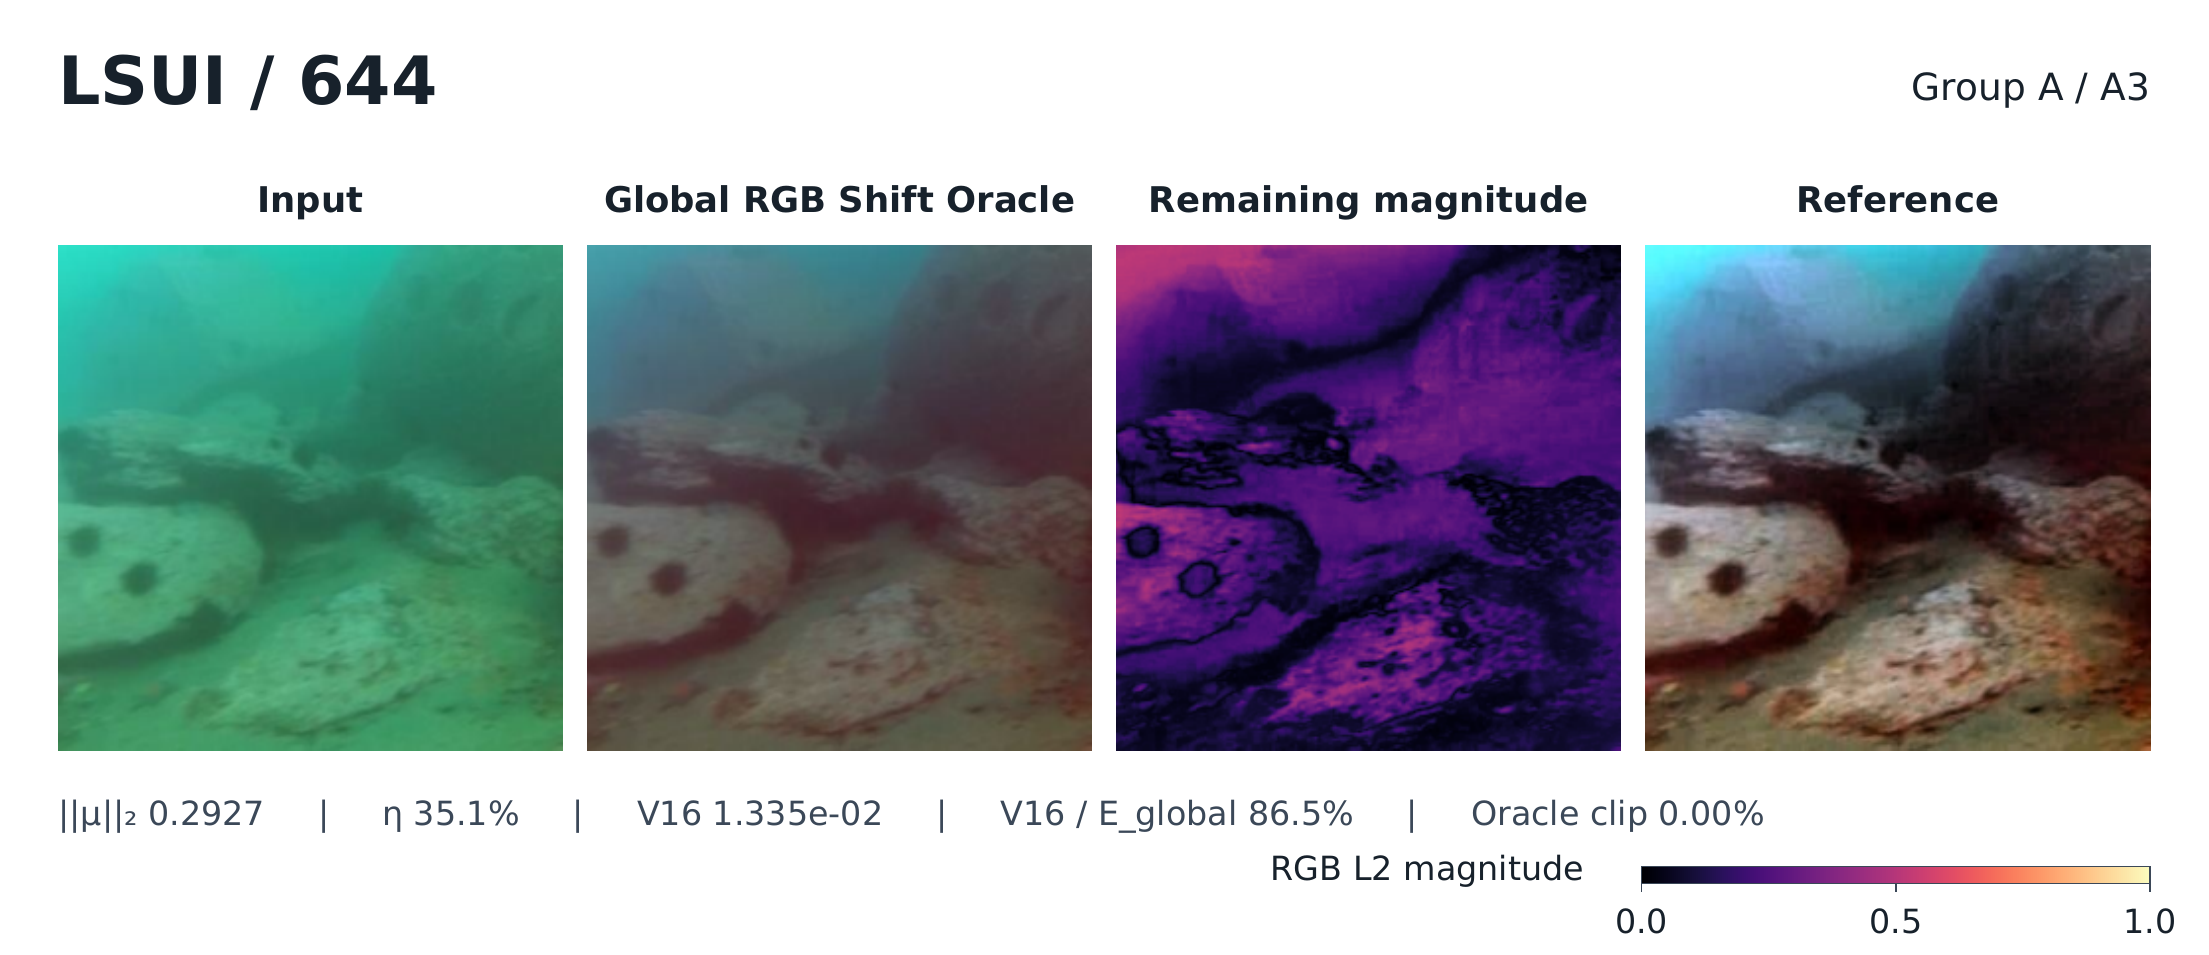 LSUI / 644
Group A / A3
Input
Global RGB Shift Oracle
Remaining magnitude
Reference
||μ||₂ 0.2927 | η 35.1% | V16 1.335e-02 | V16 / E_global 86.5% | Oracle clip 0.00%
RGB L2 magnitude
0.0 0.5 1.0